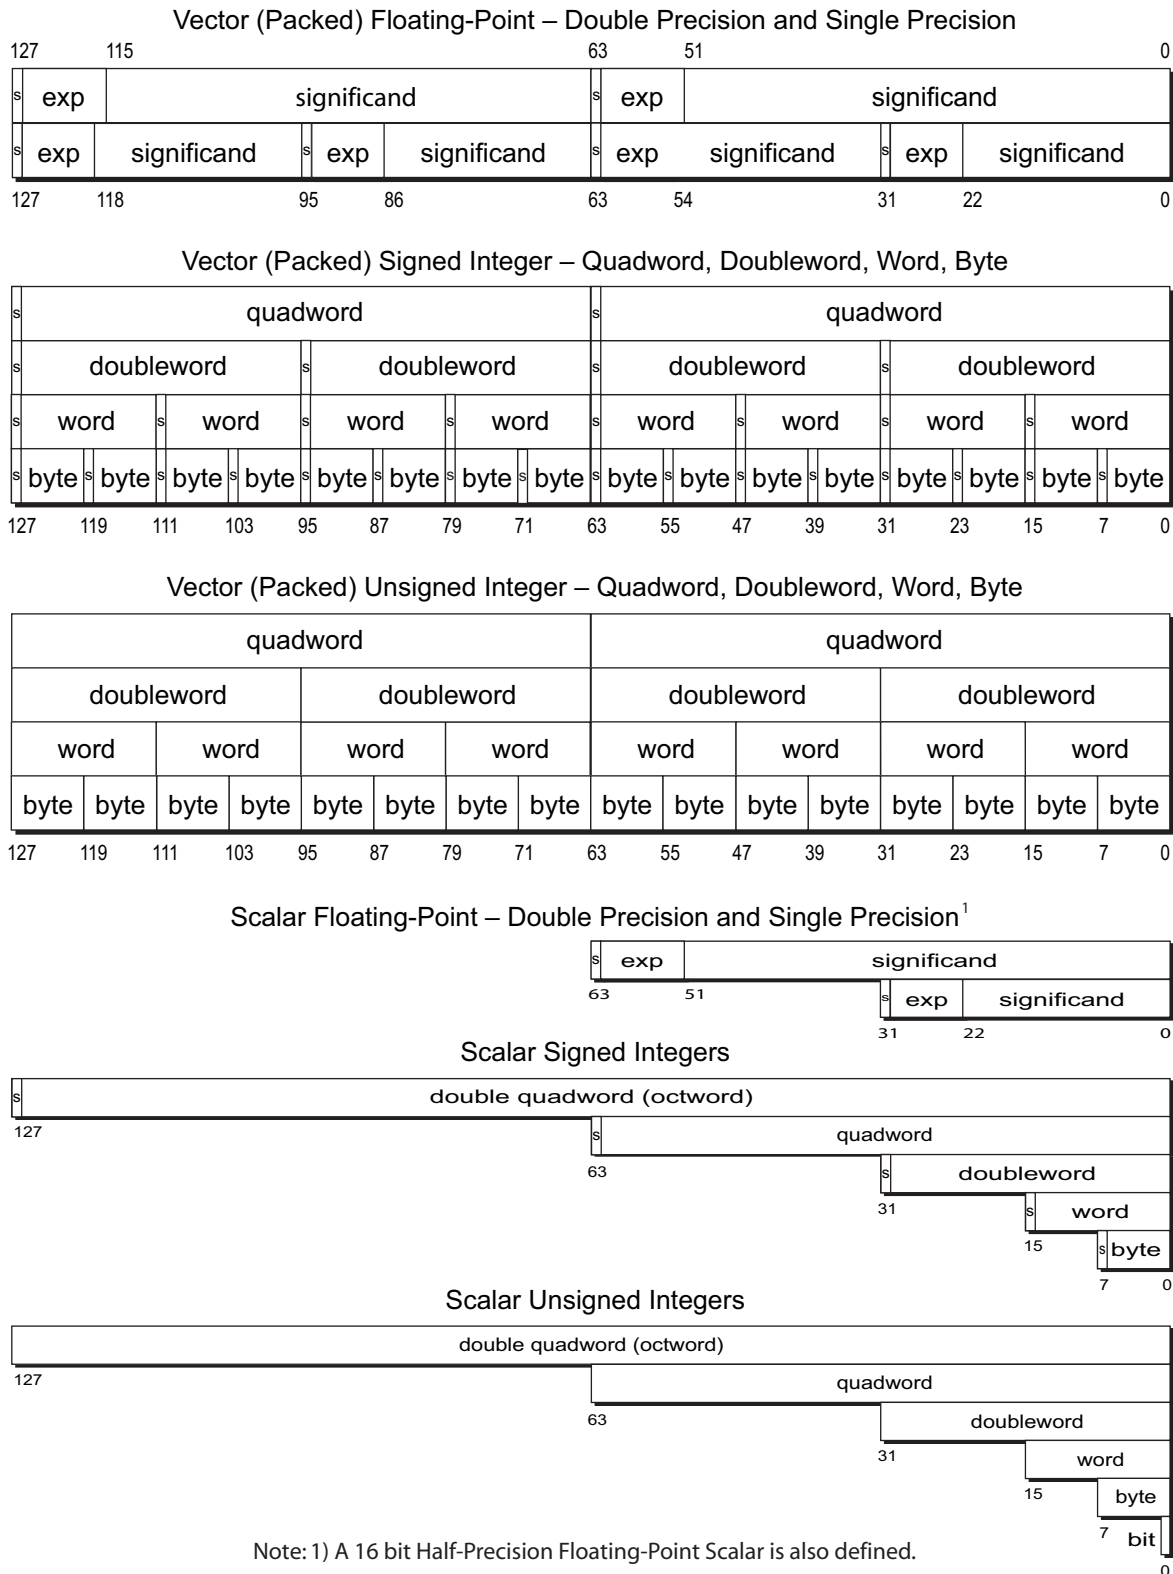 Vector (Packed) Floating-Point – Double Precision and Single Precision
127 115 63 51 0
s exp significand s exp significand
s exp significand s exp significand s exp significand s exp significand
127 118 95 86 63 54 31 22 0
Vector (Packed) Signed Integer – Quadword, Doubleword, Word, Byte
s quadword s quadword
s doubleword s doubleword s doubleword s doubleword
s word s word s word s word s word s word s word s word
s byte s byte s byte s byte s byte s byte s byte s byte s byte s byte s byte s byte s byte s byte s byte s byte
127 119 111 103 95 87 79 71 63 55 47 39 31 23 15 7 0
Vector (Packed) Unsigned Integer – Quadword, Doubleword, Word, Byte
quadword quadword
doubleword doubleword doubleword doubleword
word word word word word word word word
byte byte byte byte byte byte byte byte byte byte byte byte byte byte byte byte
127 119 111 103 95 87 79 71 63 55 47 39 31 23 15 7 0
Scalar Floating-Point – Double Precision and Single Precision1
s exp significand
63 51
s exp significand
31 22 0
Scalar Signed Integers
s double quadword (octword)
127
s quadword
63
s doubleword
31
s word
15
s byte
7 0
Scalar Unsigned Integers
double quadword (octword)
127
quadword
63
doubleword
31
word
15
byte
7
bit
0
Note: 1) A 16 bit Half-Precision Floating-Point Scalar is also defined.